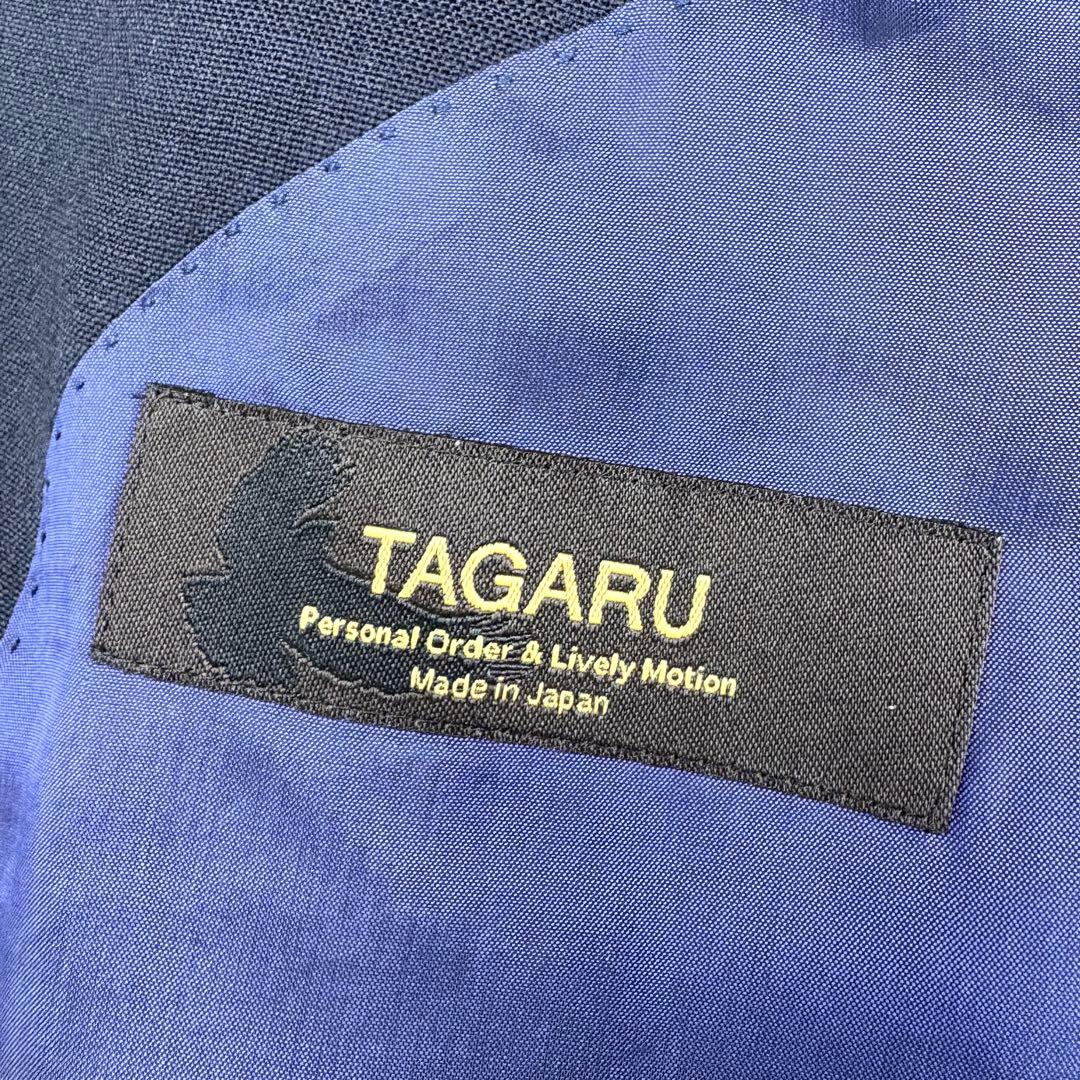 TAGARU
Personal Order & Lively Motion
Made in Japan